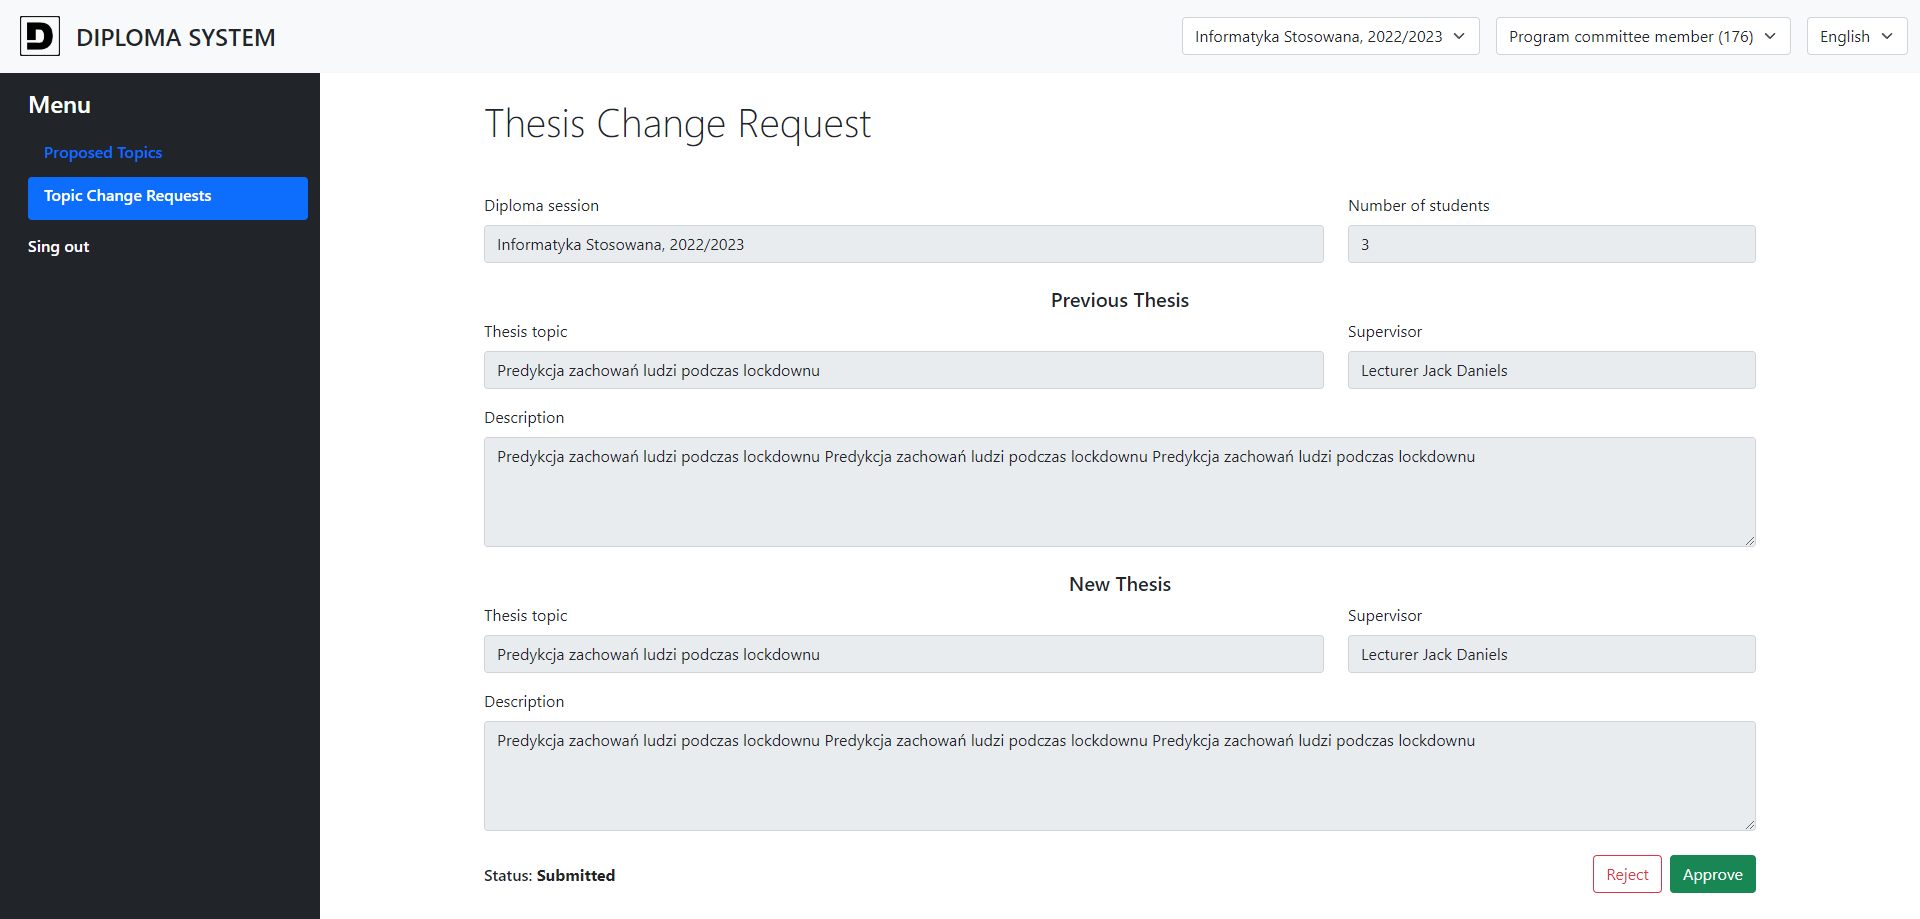 D DIPLOMA SYSTEM
Informatyka Stosowana, 2022/2023
Program committee member (176)
English
Menu
Proposed Topics
Topic Change Requests
Sing out
Thesis Change Request
Diploma session
Number of students
Informatyka Stosowana, 2022/2023
3
Previous Thesis
Thesis topic
Supervisor
Predykcja zachowań ludzi podczas lockdownu
Lecturer Jack Daniels
Description
Predykcja zachowań ludzi podczas lockdownu Predykcja zachowań ludzi podczas lockdownu Predykcja zachowań ludzi podczas lockdownu
New Thesis
Thesis topic
Supervisor
Predykcja zachowań ludzi podczas lockdownu
Lecturer Jack Daniels
Description
Predykcja zachowań ludzi podczas lockdownu Predykcja zachowań ludzi podczas lockdownu Predykcja zachowań ludzi podczas lockdownu
Status: Submitted
Reject
Approve